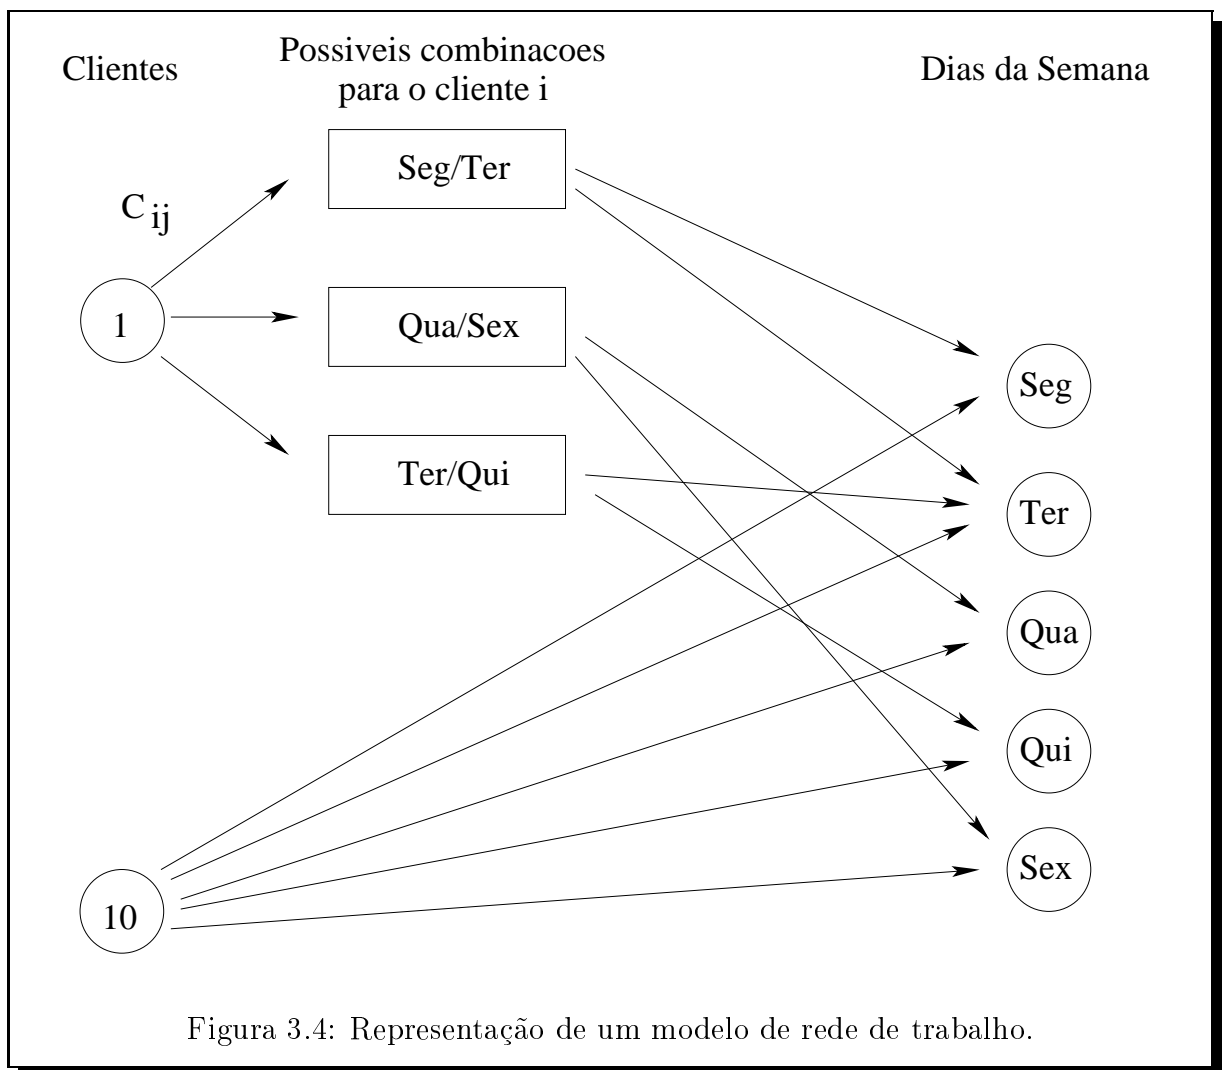 Clientes
Possiveis combinacoes
para o cliente i
Dias da Semana
Seg/Ter
C ij
1
Qua/Sex
Ter/Qui
Seg
Ter
Qua
Qui
Sex
10
Figura 3.4: Representação de um modelo de rede de trabalho.